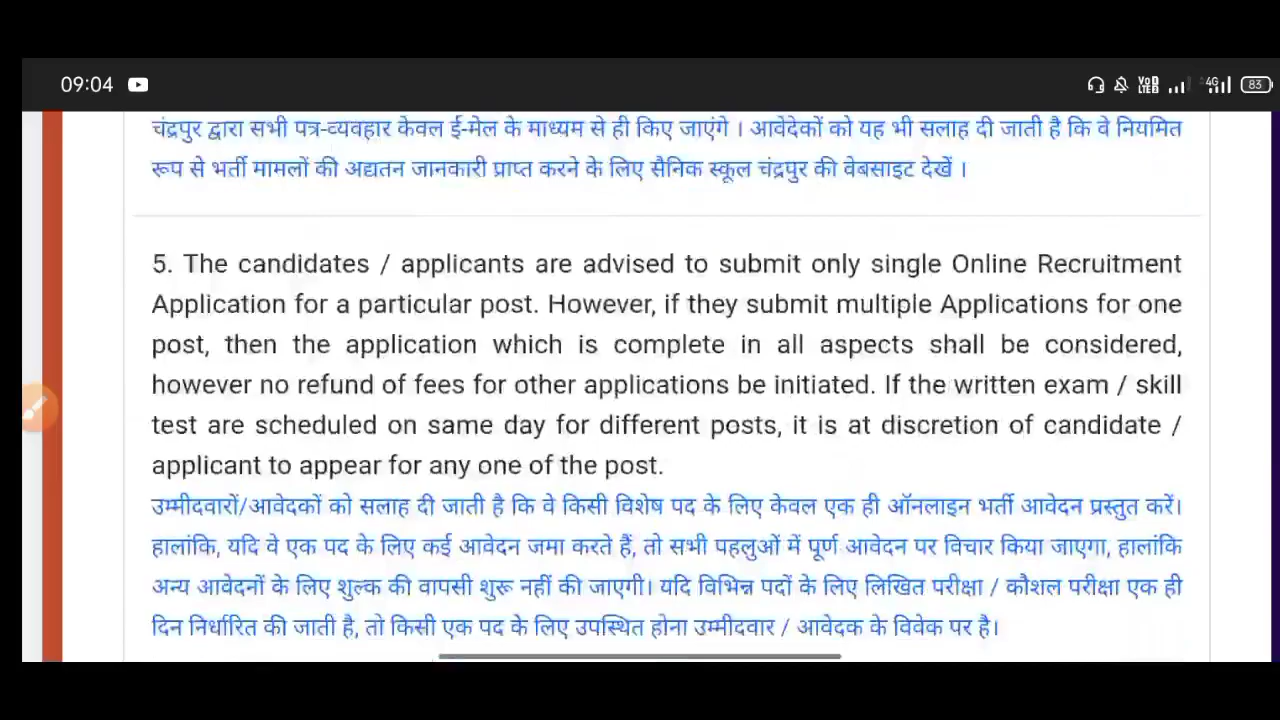 09:04
VoD LTED
4G
83
चंद्रपुर द्वारा सभी पत्र-व्यवहार केवल ई-मेल के माध्यम से ही किए जाएंगे । आवेदेकों को यह भी सलाह दी जाती है कि वे नियमित
रूप से भर्ती मामलों की अद्यतन जानकारी प्राप्त करने के लिए सैनिक स्कूल चंद्रपुर की वेबसाइट देखें ।
5. The candidates / applicants are advised to submit only single Online Recruitment
Application for a particular post. However, if they submit multiple Applications for one
post, then the application which is complete in all aspects shall be considered,
however no refund of fees for other applications be initiated. If the written exam / skill
test are scheduled on same day for different posts, it is at discretion of candidate /
applicant to appear for any one of the post.
उम्मीदवारों/आवेदकों को सलाह दी जाती है कि वे किसी विशेष पद के लिए केवल एक ही ऑनलाइन भर्ती आवेदन प्रस्तुत करें।
हालांकि, यदि वे एक पद के लिए कई आवेदन जमा करते हैं, तो सभी पहलुओं में पूर्ण आवेदन पर विचार किया जाएगा, हालांकि
अन्य आवेदनों के लिए शुल्क की वापसी शुरू नहीं की जाएगी। यदि विभिन्न पदों के लिए लिखित परीक्षा / कौशल परीक्षा एक ही
दिन निर्धारित की जाती है, तो किसी एक पद के लिए उपस्थित होना उम्मीदवार / आवेदक के विवेक पर है।